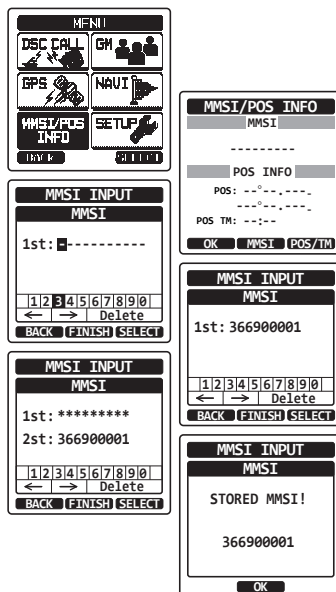 MENU
DSC CALL GM
GPS NAVI
MMSI/POS INFO SETUP
BACK SELECT
MMSI/POS INFO
MMSI
---------
POS INFO
POS: --°--.---_
---°--.---_
POS TM: --:--
OK MMSI POS/TM
MMSI INPUT
MMSI
1st: ----------
1 2 3 4 5 6 7 8 9 0
← → Delete
BACK FINISH SELECT
MMSI INPUT
MMSI
1st: 366900001
1 2 3 4 5 6 7 8 9 0
← → Delete
BACK FINISH SELECT
MMSI INPUT
MMSI
1st: *********
2st: 366900001
1 2 3 4 5 6 7 8 9 0
← → Delete
BACK FINISH SELECT
MMSI INPUT
MMSI
STORED MMSI!
366900001
OK